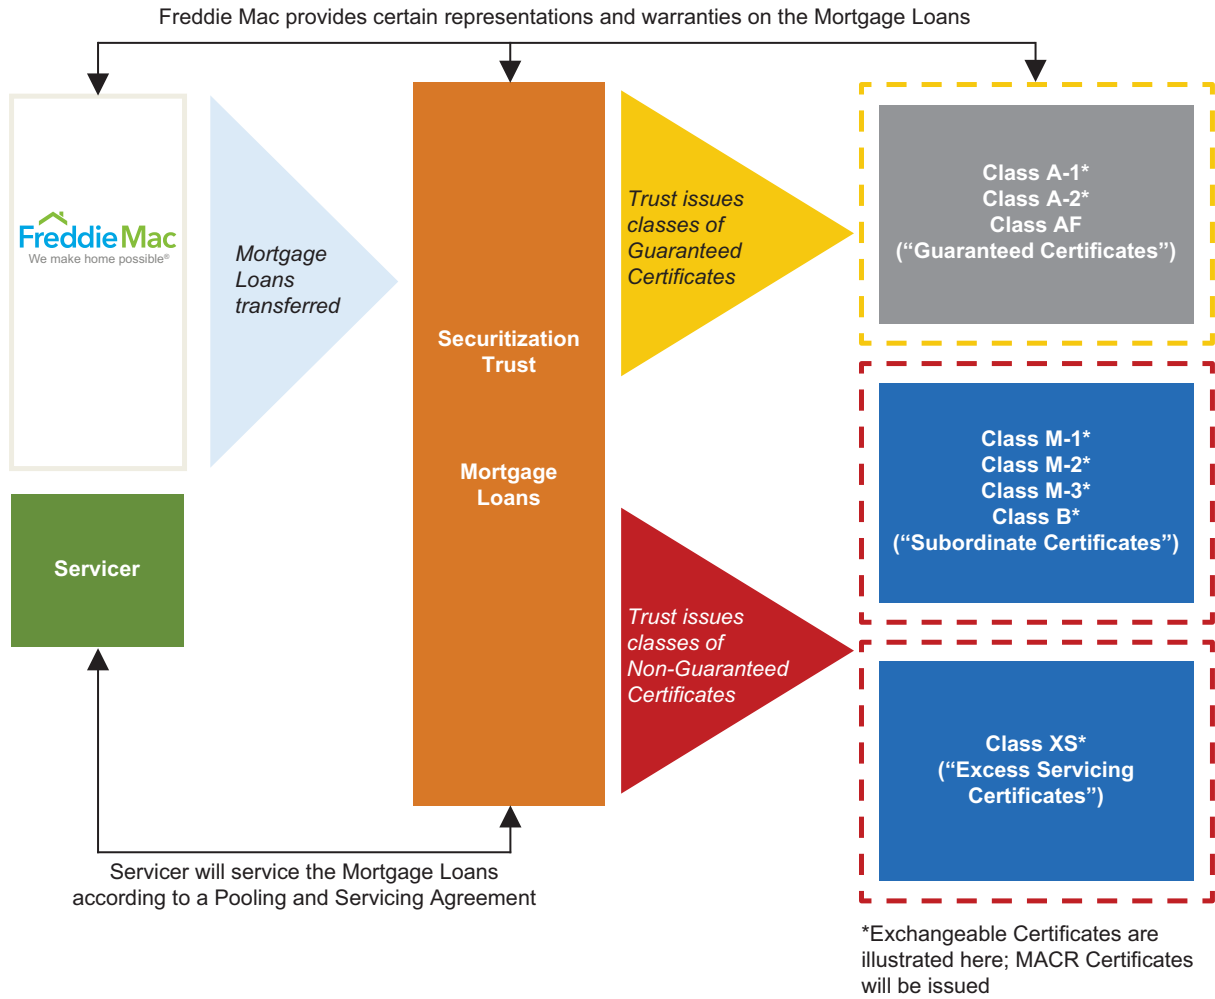 Freddie Mac provides certain representations and warranties on the Mortgage Loans
FreddieMac
We make home possible®
Mortgage
Loans
transferred
Securitization
Trust
Mortgage
Loans
Trust issues
classes of
Guaranteed
Certificates
Class A-1*
Class A-2*
Class AF
(“Guaranteed Certificates”)
Servicer
Trust issues
classes of
Non-Guaranteed
Certificates
Class M-1*
Class M-2*
Class M-3*
Class B*
(“Subordinate Certificates”)
Class XS*
(“Excess Servicing
Certificates”)
Servicer will service the Mortgage Loans
according to a Pooling and Servicing Agreement
*Exchangeable Certificates are
illustrated here; MACR Certificates
will be issued